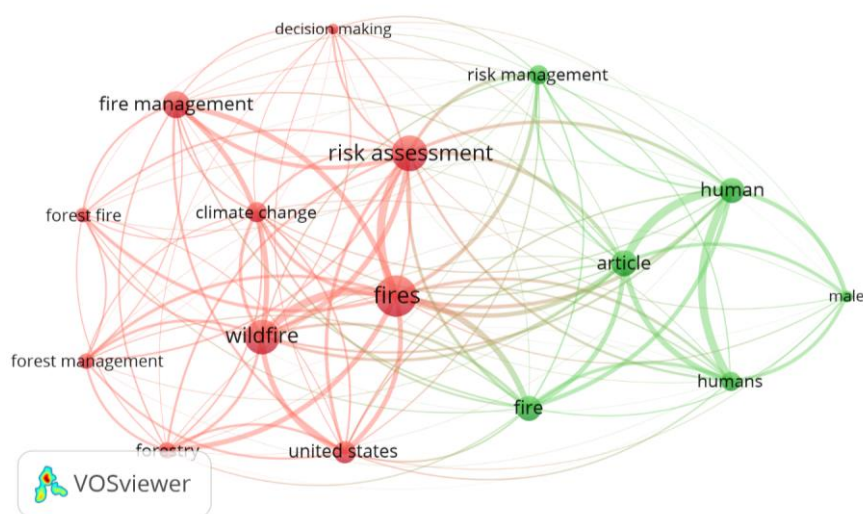 decision making
risk management
fire management
risk assessment
human
forest fire
climate change
article
fires
male
wildfire
forest management
humans
fire
forestry
united states
VOSviewer